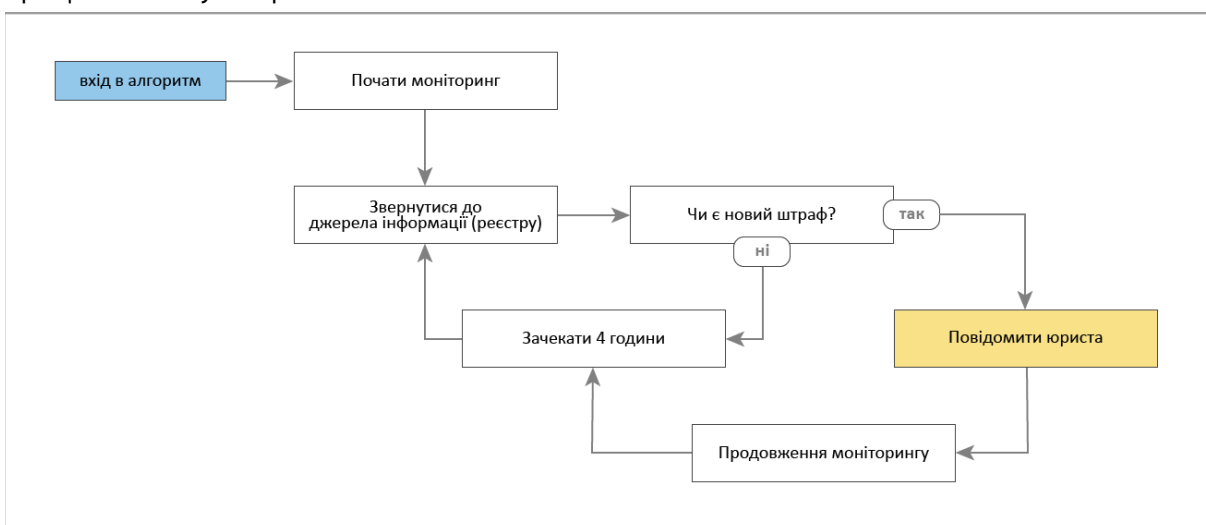 вхід в алгоритм
Почати моніторинг
Звернутися до
джерела інформації (реєстру)
Чи є новий штраф?
так
ні
Зачекати 4 години
Повідомити юриста
Продовження моніторингу